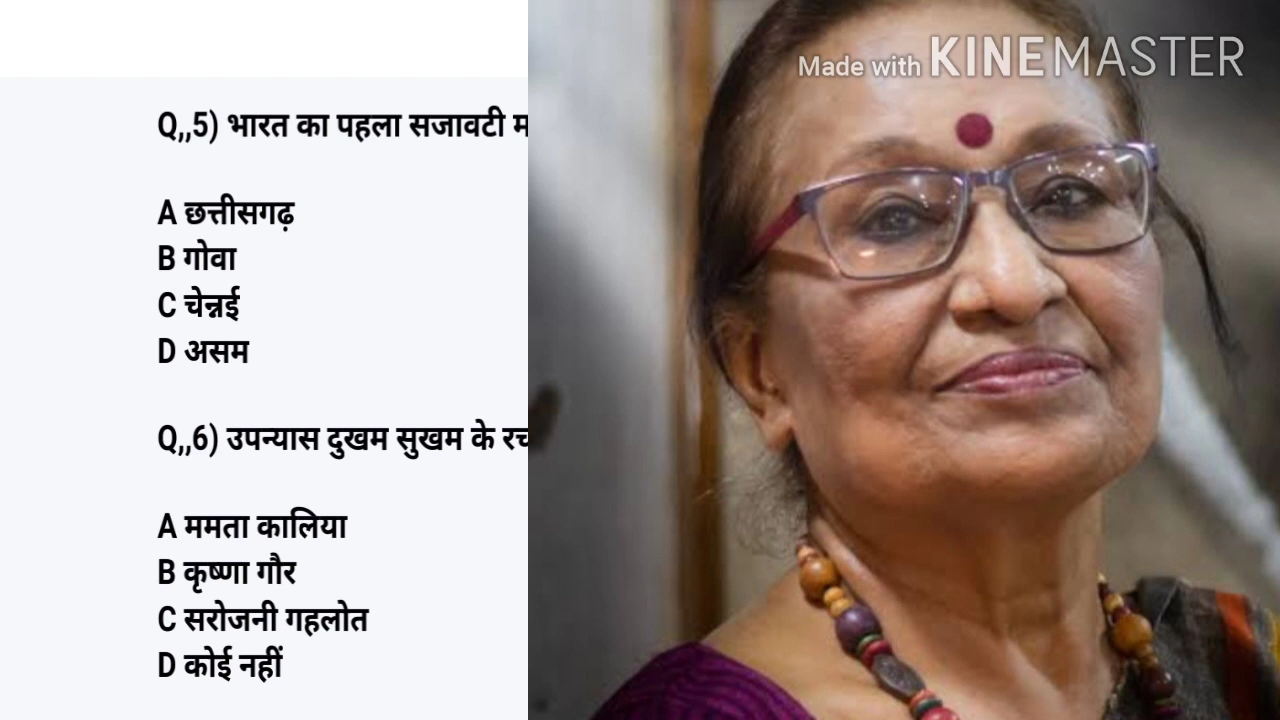 Made with KINEMASTER
Q,,5) भारत का पहला सजावटी
A छत्तीसगढ़
B गोवा
C चेन्नई
D असम
Q,,6) उपन्यास दुखम सुखम के
A ममता कालिया
B कृष्णा गौर
C सरोजनी गहलोत
D कोई नहीं